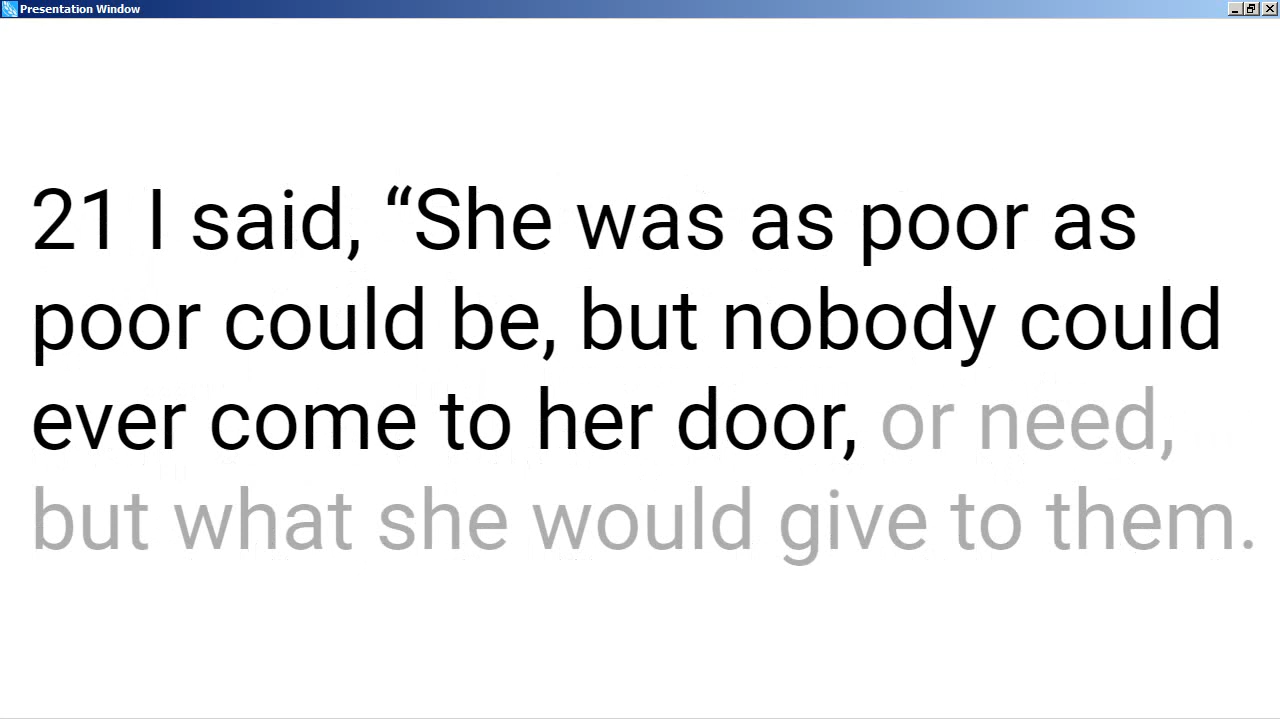 Presentation Window
21 I said, “She was as poor as
poor could be, but nobody could
ever come to her door, or need,
but what she would give to them.